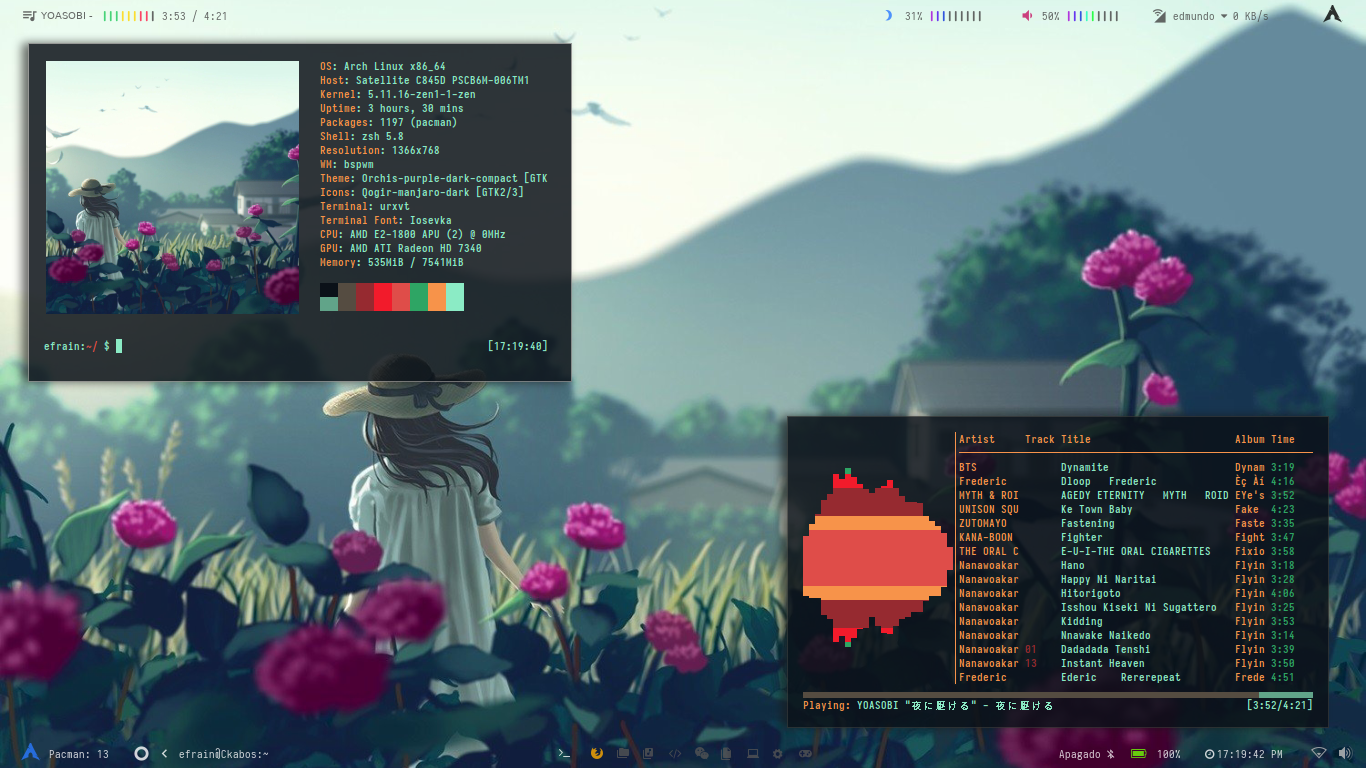 YOASOBI - 3:53 / 4:21
31% 50% edmundo 0 KB/s
OS: Arch Linux x86_64
Host: Satellite C845D PSCB6M-006TM1
Kernel: 5.11.16-zen1-1-zen
Uptime: 3 hours, 30 mins
Packages: 1197 (pacman)
Shell: zsh 5.8
Resolution: 1366x768
WM: bspwm
Theme: Orchis-purple-dark-compact [GTK
Icons: Qogir-manjaro-dark [GTK2/3]
Terminal: urxvt
Terminal Font: Iosevka
CPU: AMD E2-1800 APU (2) @ 0MHz
GPU: AMD ATI Radeon HD 7340
Memory: 535MiB / 7541MiB
efrain:~/ $ [17:19:40]
Artist Track Title Album Time
BTS Dynamite Dynam 3:19
Frederic Dloop Frederic Èç Àí 4:16
MYTH & ROI AGEDY ETERNITY MYTH ROID EYe's 3:52
UNISON SQU Ke Town Baby Fake 4:23
ZUTOMAYO Fastening Faste 3:35
KANA-BOON Fighter Fight 3:47
THE ORAL C E-U-I-THE ORAL CIGARETTES Fixio 3:58
Nanawoakar Hano Flyin 3:18
Nanawoakar Happy Ni Naritai Flyin 3:28
Nanawoakar Hitorigoto Flyin 4:06
Nanawoakar Isshou Kiseki Ni Sugattero Flyin 3:25
Nanawoakar Kidding Flyin 3:53
Nanawoakar Nnawake Naikedo Flyin 3:14
Nanawoakar 01 Dadadada Tenshi Flyin 3:39
Nanawoakar 13 Instant Heaven Flyin 3:50
Frederic Ederic Rererepeat Frede 4:51
Playing: YOASOBI "夜に駆ける" - 夜に駆ける [3:52/4:21]
Pacman: 13 efrain@Ckabos:~ Apagado 100% 17:19:42 PM